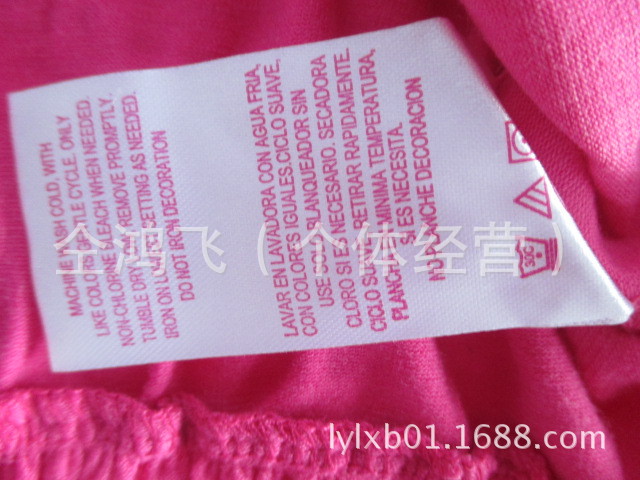 MACHINE WASH COLD, WITH
LIKE COLORS, GENTLE CYCLE. ONLY
NON-CHLORINE BLEACH WHEN NEEDED.
TUMBLE DRY LOW, REMOVE PROMPTLY.
IRON ON LOW SETTING AS NEEDED.
DO NOT IRON DECORATION
LAVAR EN LAVADORA CON AGUA FRIA,
CON COLORES IGUALES, CICLO SUAVE,
USE SOLO BLANQUEADOR SIN
CLORO SI ES NECESARIO. SECADORA
CICLO SUAVE, RETIRAR RAPIDAMENTE.
PLANCHA MINIMA TEMPERATURA,
SI ES NECESITA.
NO PLANCHE DECORACION
30C
仝鸿飞（个体经营）
lylxb01.1688.com